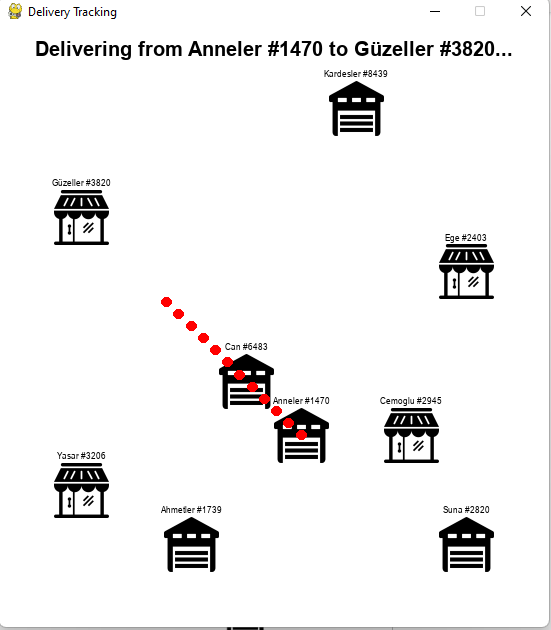 Delivery Tracking
Delivering from Anneler #1470 to Güzeller #3820...
Kardesler #8439
Güzeller #3820
Ege #2403
Can #6483
Anneler #1470
Cemoglu #2945
Yasar #3206
Ahmetler #1739
Suna #2820